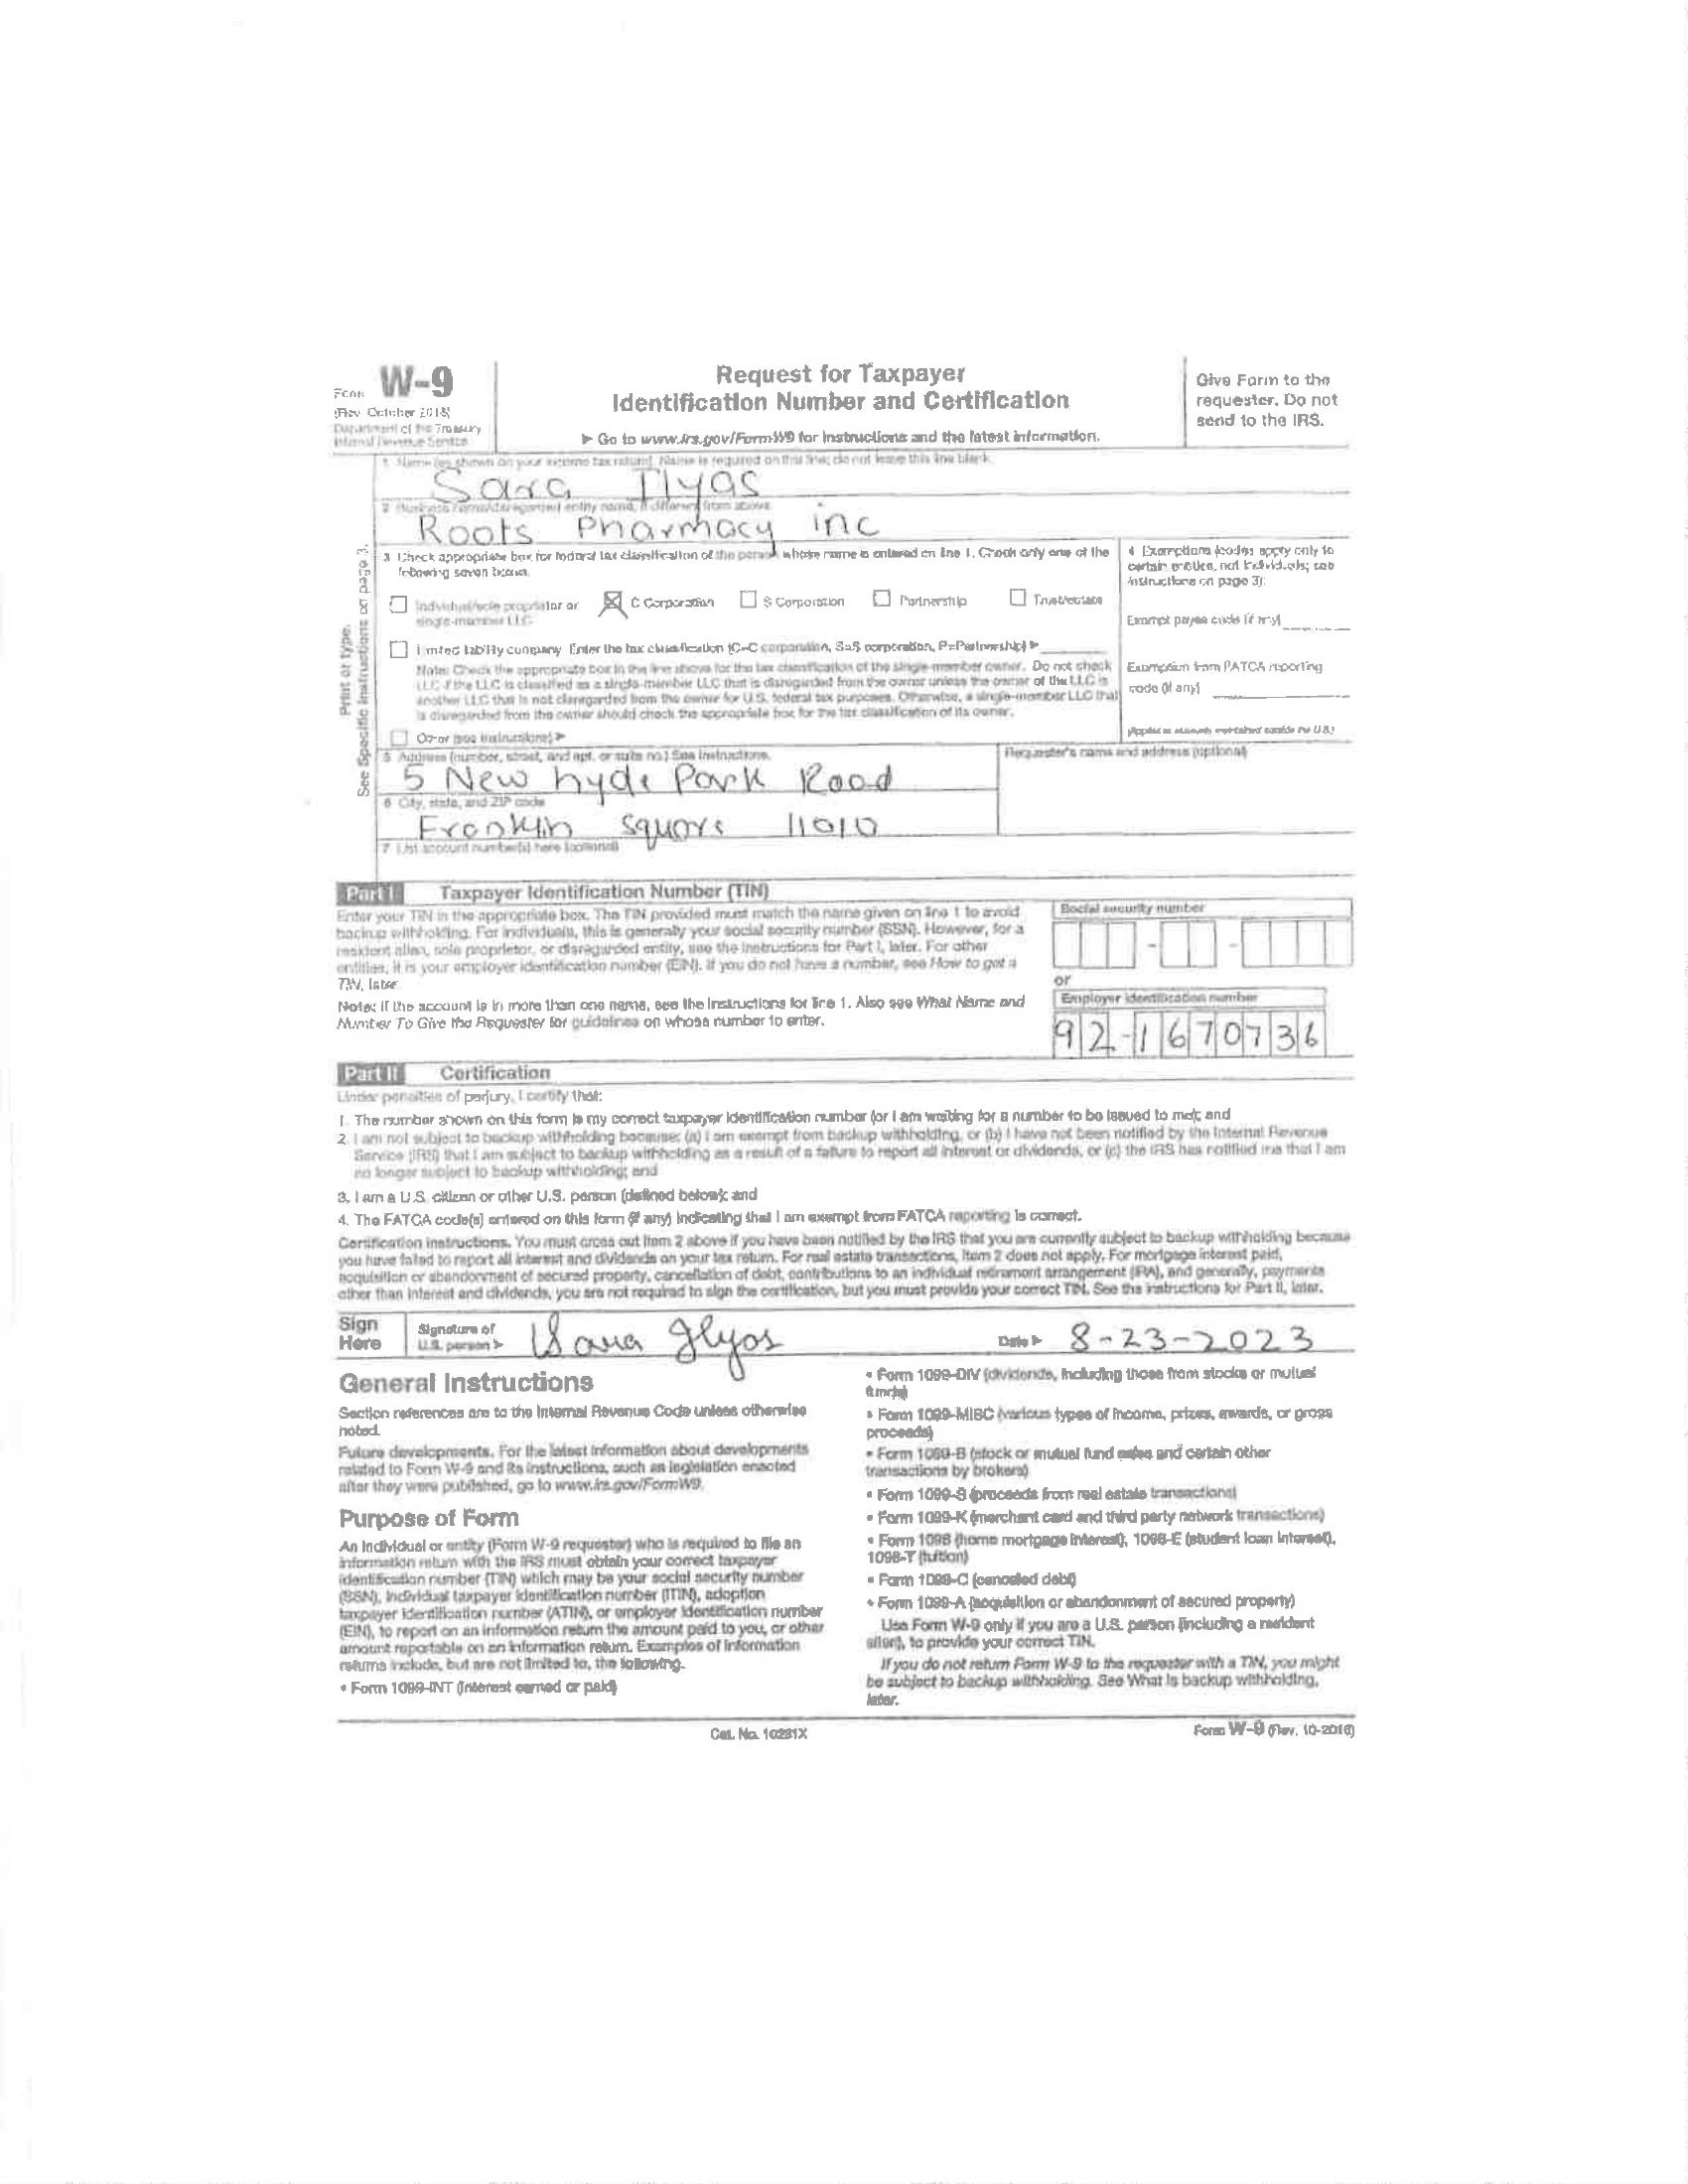 Form W-9
(Rev. October 2018)
Department of the Treasury
Internal Revenue Service
Request for Taxpayer
Identification Number and Certification
► Go to www.irs.gov/FormW9 for instructions and the latest information.
Give Form to the
requester. Do not
send to the IRS.
Print or type.
See Specific Instructions on page 3.
1 Name (as shown on your income tax return). Name is required on this line; do not leave this line blank.
Sara Ilyas
2 Business name/disregarded entity name, if different from above
Roots Pharmacy inc
3 Check appropriate box for federal tax classification of the person whose name is entered on line 1. Check only one of the
following seven boxes.
Individual/sole proprietor or
single-member LLC
C Corporation
S Corporation
Partnership
Trust/estate
Limited liability company. Enter the tax classification (C=C corporation, S=S corporation, P=Partnership) ►
Note: Check the appropriate box in the line above for the tax classification of the single-member owner. Do not check
LLC if the LLC is classified as a single-member LLC that is disregarded from the owner unless the owner of the LLC is
another LLC that is not disregarded from the owner for U.S. federal tax purposes. Otherwise, a single-member LLC that
is disregarded from the owner should check the appropriate box for the tax classification of its owner.
Other (see instructions) ►
4 Exemptions (codes apply only to
certain entities, not individuals; see
instructions on page 3):
Exempt payee code (if any)
Exemption from FATCA reporting
code (if any)
(Applies to accounts maintained outside the U.S.)
5 Address (number, street, and apt. or suite no.) See instructions.
5 New hyde Park Road
Requester's name and address (optional)
6 City, state, and ZIP code
Franklin Square 11010
7 List account number(s) here (optional)
Part I Taxpayer Identification Number (TIN)
Enter your TIN in the appropriate box. The TIN provided must match the name given on line 1 to avoid
backup withholding. For individuals, this is generally your social security number (SSN). However, for a
resident alien, sole proprietor, or disregarded entity, see the instructions for Part I, later. For other
entities, it is your employer identification number (EIN). If you do not have a number, see How to get a
TIN, later.
Note: If the account is in more than one name, see the instructions for line 1. Also see What Name and
Number To Give the Requester for guidelines on whose number to enter.
Social security number
or
Employer identification number
92-1670736
Part II Certification
Under penalties of perjury, I certify that:
1. The number shown on this form is my correct taxpayer identification number (or I am waiting for a number to be issued to me); and
2. I am not subject to backup withholding because: (a) I am exempt from backup withholding, or (b) I have not been notified by the Internal Revenue
Service (IRS) that I am subject to backup withholding as a result of a failure to report all interest or dividends, or (c) the IRS has notified me that I am
no longer subject to backup withholding; and
3. I am a U.S. citizen or other U.S. person (defined below); and
4. The FATCA code(s) entered on this form (if any) indicating that I am exempt from FATCA reporting is correct.
Certification instructions. You must cross out item 2 above if you have been notified by the IRS that you are currently subject to backup withholding because
you have failed to report all interest and dividends on your tax return. For real estate transactions, item 2 does not apply. For mortgage interest paid,
acquisition or abandonment of secured property, cancellation of debt, contributions to an individual retirement arrangement (IRA), and generally, payments
other than interest and dividends, you are not required to sign the certification, but you must provide your correct TIN. See the instructions for Part II, later.
Sign
Here
Signature of
U.S. person ►
Sara Ilyas
Date ► 8-23-2023
General Instructions
Section references are to the Internal Revenue Code unless otherwise
noted.
Future developments. For the latest information about developments
related to Form W-9 and its instructions, such as legislation enacted
after they were published, go to www.irs.gov/FormW9.
Purpose of Form
An individual or entity (Form W-9 requester) who is required to file an
information return with the IRS must obtain your correct taxpayer
identification number (TIN) which may be your social security number
(SSN), individual taxpayer identification number (ITIN), adoption
taxpayer identification number (ATIN), or employer identification number
(EIN), to report on an information return the amount paid to you, or other
amount reportable on an information return. Examples of information
returns include, but are not limited to, the following.
• Form 1099-INT (interest earned or paid)
• Form 1099-DIV (dividends, including those from stocks or mutual
funds)
• Form 1099-MISC (various types of income, prizes, awards, or gross
proceeds)
• Form 1099-B (stock or mutual fund sales and certain other
transactions by brokers)
• Form 1099-S (proceeds from real estate transactions)
• Form 1099-K (merchant card and third party network transactions)
• Form 1098 (home mortgage interest), 1098-E (student loan interest),
1098-T (tuition)
• Form 1099-C (canceled debt)
• Form 1099-A (acquisition or abandonment of secured property)
Use Form W-9 only if you are a U.S. person (including a resident
alien), to provide your correct TIN.
If you do not return Form W-9 to the requester with a TIN, you might
be subject to backup withholding. See What is backup withholding,
later.
Cat. No. 10231X
Form W-9 (Rev. 10-2018)